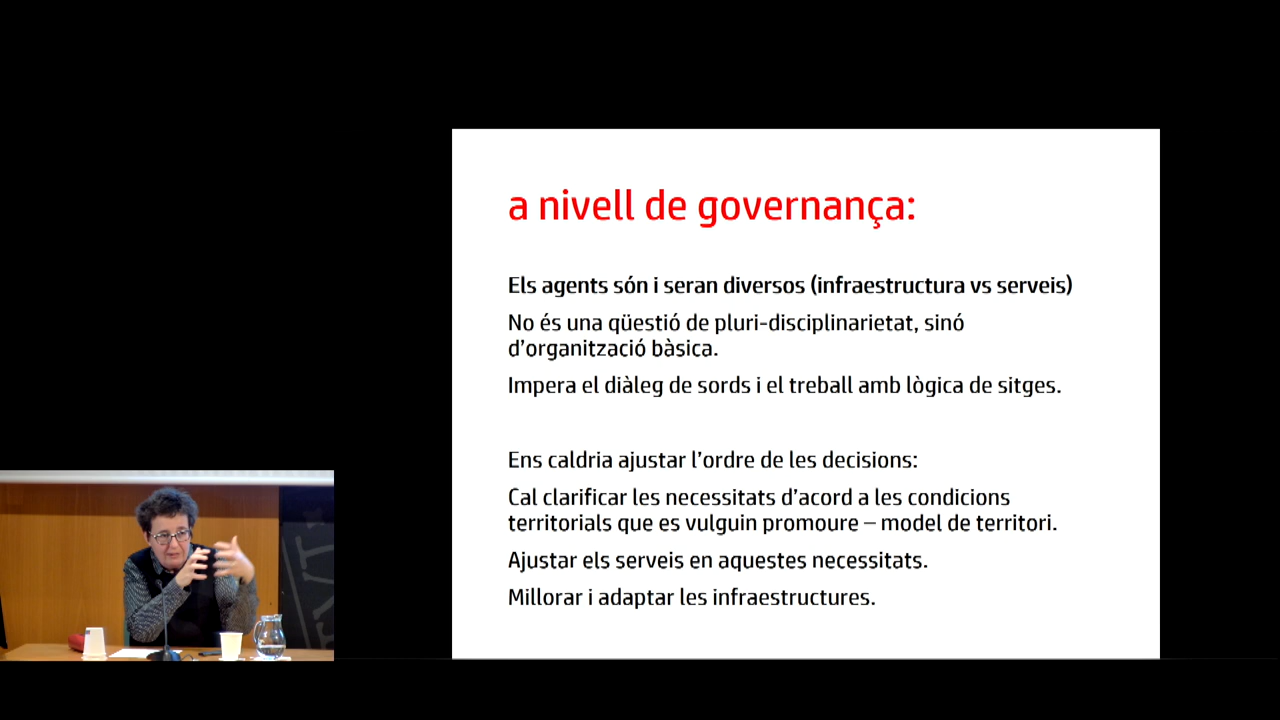 a nivell de governança:
Els agents són i seran diversos (infraestructura vs serveis)
No és una qüestió de pluri-disciplinarietat, sinó
d’organització bàsica.
Impera el diàleg de sords i el treball amb lògica de sitges.
Ens caldria ajustar l’ordre de les decisions:
Cal clarificar les necessitats d’acord a les condicions
territorials que es vulguin promoure – model de territori.
Ajustar els serveis en aquestes necessitats.
Millorar i adaptar les infraestructures.